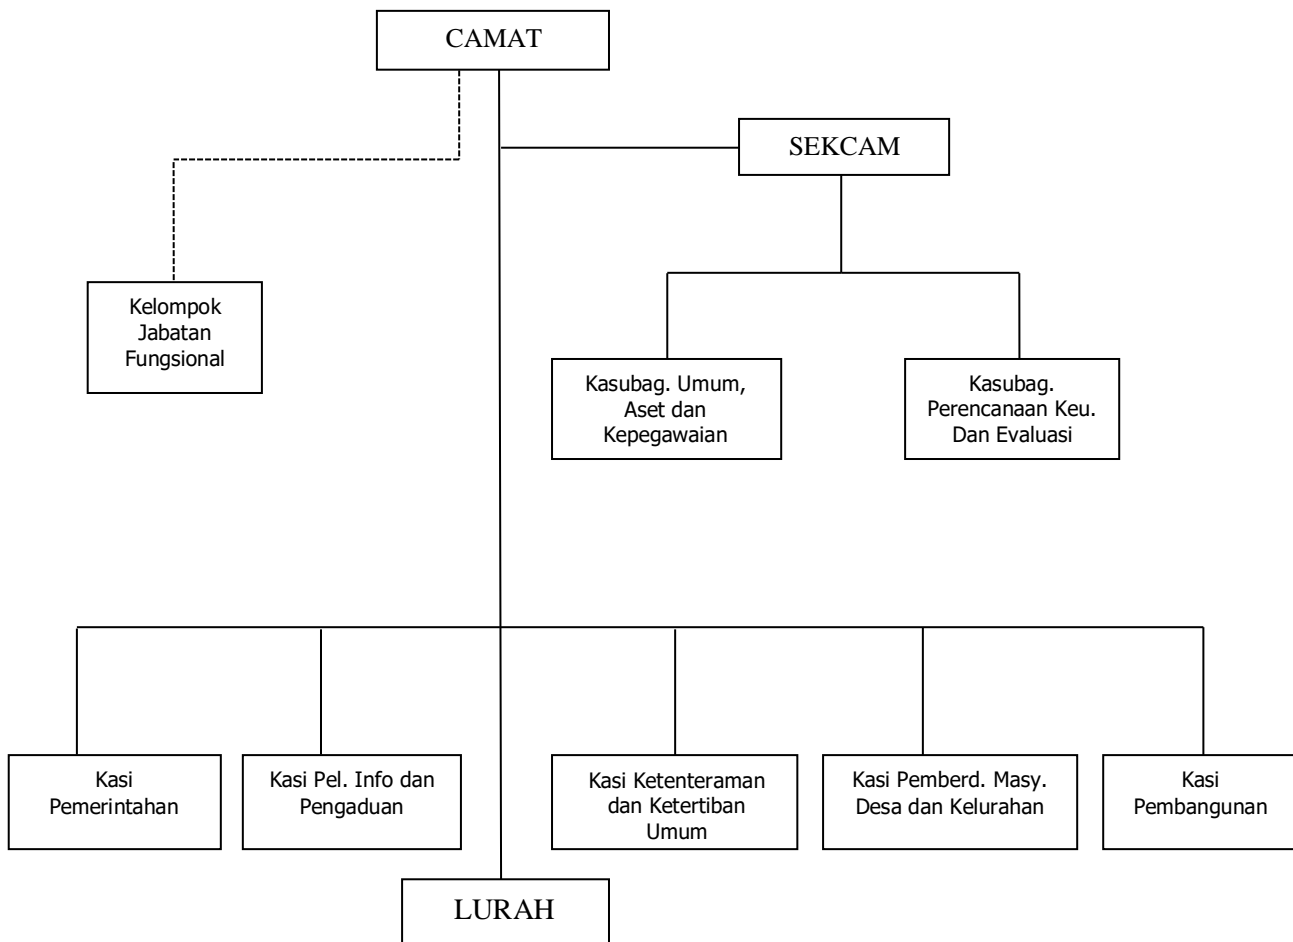 CAMAT
SEKCAM
Kelompok
Jabatan
Fungsional
Kasubag. Umum,
Aset dan
Kepegawaian
Kasubag.
Perencanaan Keu.
Dan Evaluasi
Kasi
Pemerintahan
Kasi Pel. Info dan
Pengaduan
Kasi Ketenteraman
dan Ketertiban
Umum
Kasi Pemberd. Masy.
Desa dan Kelurahan
Kasi
Pembangunan
LURAH